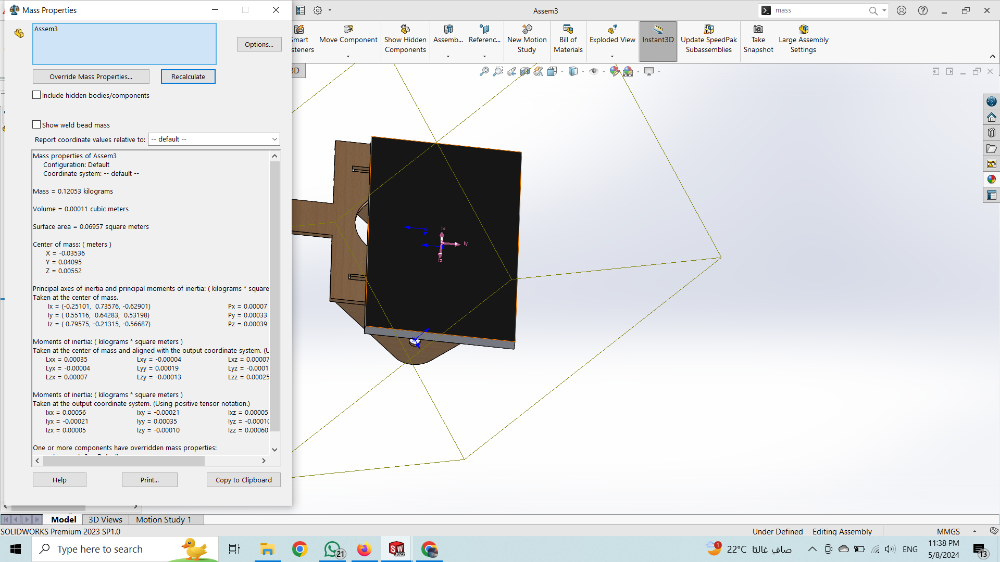 Mass Properties
Assem3
Options...
Override Mass Properties...
Recalculate
Include hidden bodies/components
Show weld bead mass
Report coordinate values relative to:
-- default --
Mass properties of Assem3
Configuration: Default
Coordinate system: -- default --
Mass = 0.12053 kilograms
Volume = 0.00011 cubic meters
Surface area = 0.06957 square meters
Center of mass: ( meters )
X = -0.03536
Y = 0.04095
Z = 0.00552
Principal axes of inertia and principal moments of inertia: ( kilograms * square
Taken at the center of mass.
Ix = (-0.25101, 0.73576, -0.62901) Px = 0.00007
Iy = ( 0.55116, 0.64283, 0.53198) Py = 0.00033
Iz = ( 0.79575, -0.21315, -0.56687) Pz = 0.00039
Moments of inertia: ( kilograms * square meters )
Taken at the center of mass and aligned with the output coordinate system. (U
Lxx = 0.00035 Lxy = -0.00004 Lxz = 0.00007
Lyx = -0.00004 Lyy = 0.00019 Lyz = -0.0001
Lzx = 0.00007 Lzy = -0.00013 Lzz = 0.00025
Moments of inertia: ( kilograms * square meters )
Taken at the output coordinate system. (Using positive tensor notation.)
Ixx = 0.00056 Ixy = -0.00021 Ixz = 0.00005
Iyx = -0.00021 Iyy = 0.00035 Iyz = -0.0001
Izx = 0.00005 Izy = -0.00010 Izz = 0.00060
One or more components have overridden mass properties:
Help
Print...
Copy to Clipboard
Assem3
mass
Smart
steners
Move Component
Show Hidden
Components
Assemb...
Referenc...
New Motion
Study
Bill of
Materials
Exploded View
Instant3D
Update SpeedPak
Subassemblies
Take
Snapshot
Large Assembly
Settings
3D
Ix
Iy
Iz
Model
3D Views
Motion Study 1
SOLIDWORKS Premium 2023 SP1.0
Under Defined
Editing Assembly
MMGS
Type here to search
21
SW
2023
1
22°C
صافٍ غالبًا
ENG
11:38 PM
5/8/2024
13